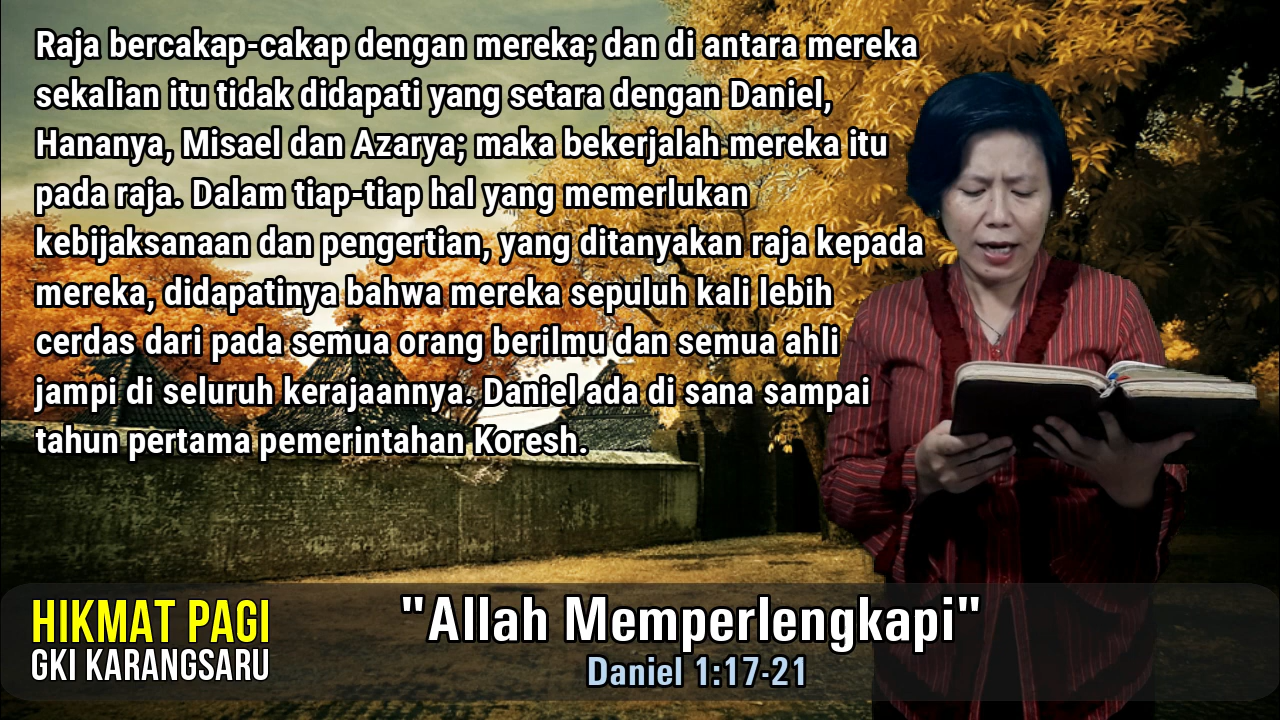 Raja bercakap-cakap dengan mereka; dan di antara mereka
sekalian itu tidak didapati yang setara dengan Daniel,
Hananya, Misael dan Azarya; maka bekerjalah mereka itu
pada raja. Dalam tiap-tiap hal yang memerlukan
kebijaksanaan dan pengertian, yang ditanyakan raja kepada
mereka, didapatinya bahwa mereka sepuluh kali lebih
cerdas dari pada semua orang berilmu dan semua ahli
jampi di seluruh kerajaannya. Daniel ada di sana sampai
tahun pertama pemerintahan Koresh.
HIKMAT PAGI
GKI KARANGSARU
"Allah Memperlengkapi"
Daniel 1:17-21